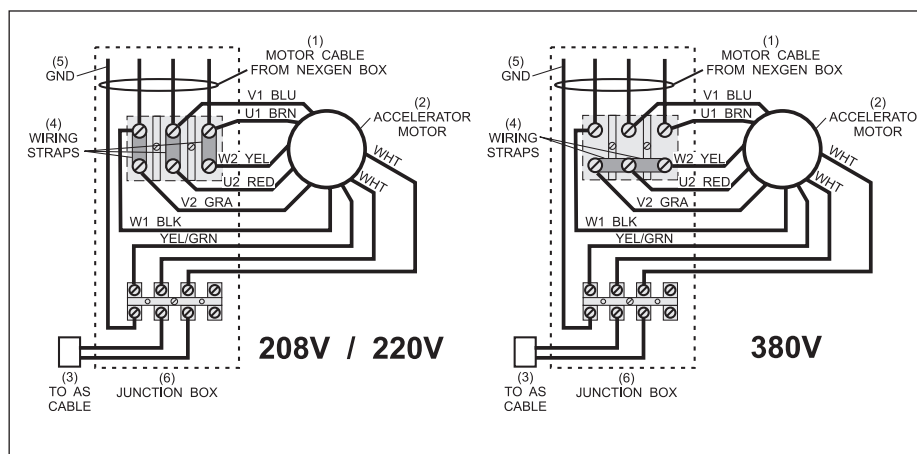 (1)
MOTOR CABLE
FROM NEXGEN BOX
(5)
GND
V1 BLU
U1 BRN
(2)
ACCELERATOR
MOTOR
(4)
WIRING
STRAPS
W2 YEL
WHT
U2 RED
WHT
V2 GRA
W1 BLK
YEL/GRN
208V / 220V
(3)
TO AS
CABLE
(6)
JUNCTION BOX
(1)
MOTOR CABLE
FROM NEXGEN BOX
(5)
GND
V1 BLU
U1 BRN
(2)
ACCELERATOR
MOTOR
(4)
WIRING
STRAPS
W2 YEL
WHT
U2 RED
WHT
V2 GRA
W1 BLK
YEL/GRN
380V
(3)
TO AS
CABLE
(6)
JUNCTION BOX